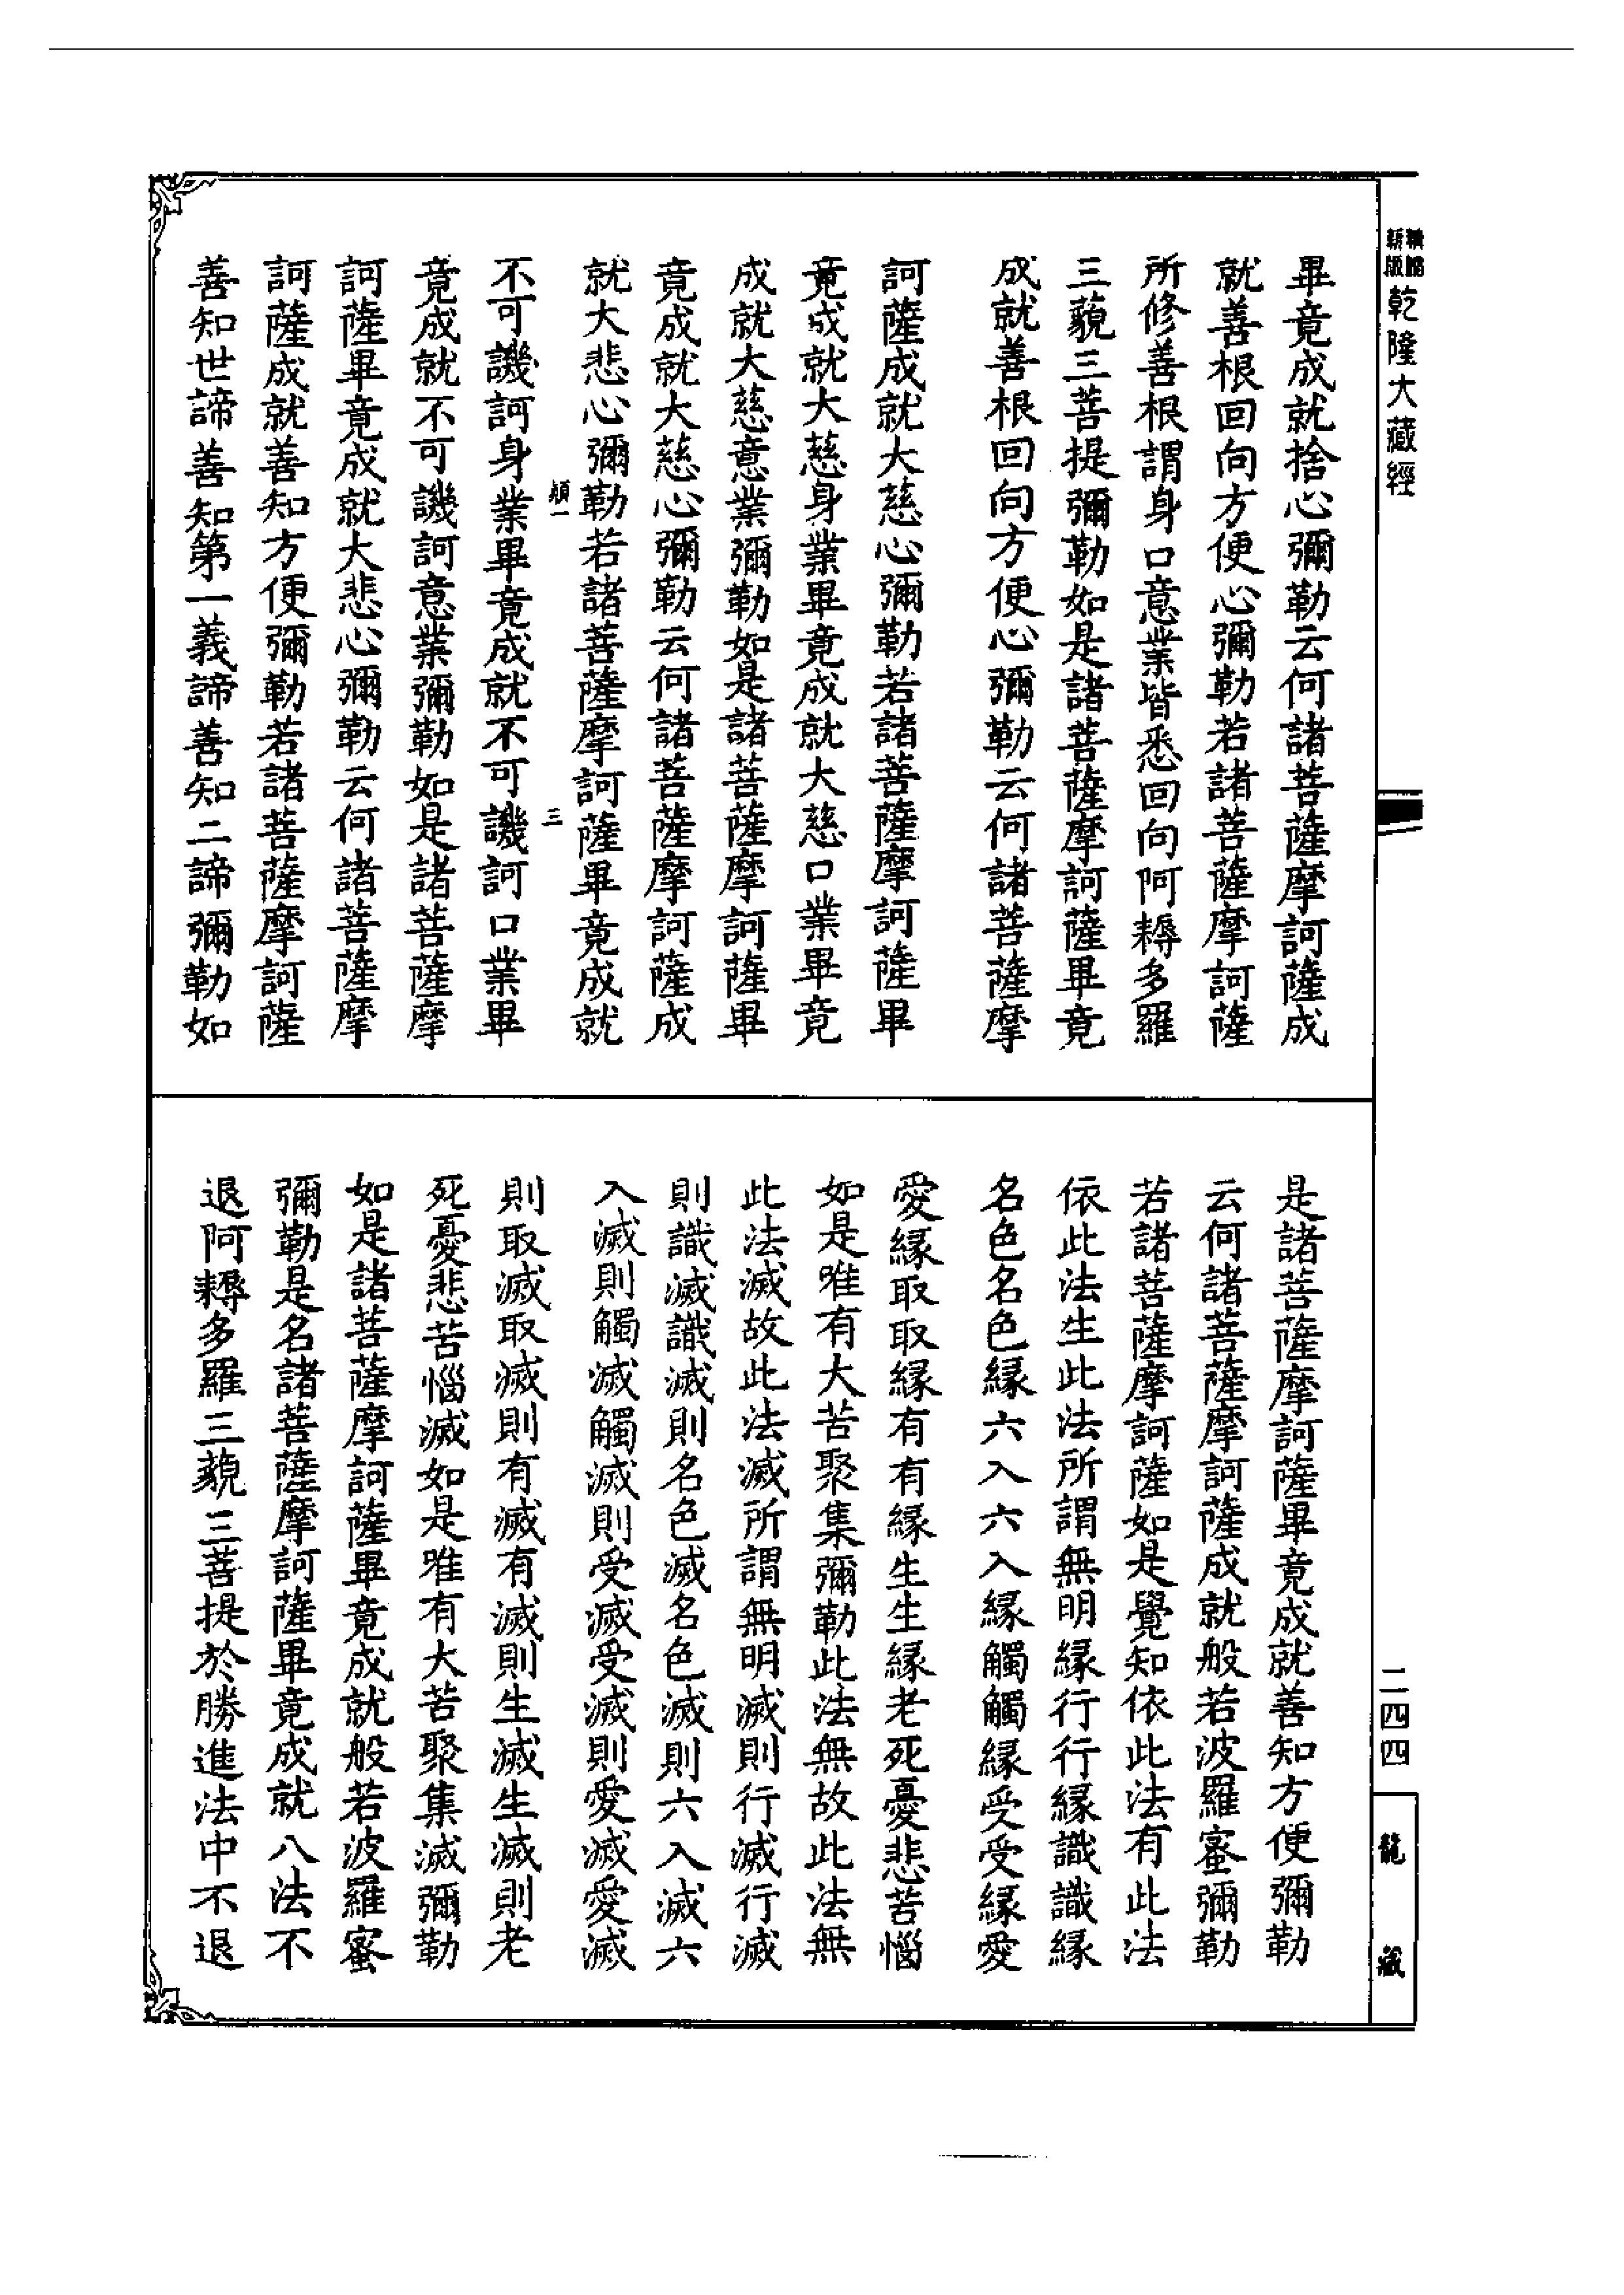 新版
乾隆大藏經
畢竟成就捨心彌勒云何諸菩薩摩訶薩成
就善根回向方便心彌勒若諸菩薩摩訶薩
所修善根謂身口意業皆悉回向阿耨多羅
三藐三菩提彌勒如是諸菩薩摩訶薩畢竟
成就善根回向方便心彌勒云何諸菩薩摩
訶薩成就大慈心彌勒若諸菩薩摩訶薩畢
竟成就大慈身業畢竟成就大慈口業畢竟
成就大慈意業彌勒如是諸菩薩摩訶薩畢
竟成就大慈心彌勒云何諸菩薩摩訶薩成
就大悲心彌勒若諸菩薩摩訶薩畢竟成就
三
不可譏訶身業畢竟成就不可譏訶口業畢
竟成就不可譏訶意業彌勒如是諸菩薩摩
訶薩畢竟成就大悲心彌勒云何諸菩薩摩
訶薩成就善知方便彌勒若諸菩薩摩訶薩
善知世諦善知第一義諦善知二諦彌勒如
是諸菩薩摩訶薩畢竟成就善知方便彌勒
云何諸菩薩摩訶薩成就般若波羅蜜彌勒
若諸菩薩摩訶薩如是覺知依此法有此法
依此法生此法所謂無明緣行行緣識識緣
名色名色緣六入六入緣觸觸緣受受緣愛
愛緣取取緣有有緣生生緣老死憂悲苦惱
如是唯有大苦聚集彌勒此法無故此法無
此法滅故此法滅所謂無明滅則行滅行滅
則識滅識滅則名色滅名色滅則六入滅六
入滅則觸滅觸滅則受滅受滅則愛滅愛滅
則取滅取滅則有滅有滅則生滅生滅則老
死憂悲苦惱滅如是唯有大苦聚集滅彌勒
如是諸菩薩摩訶薩畢竟成就般若波羅蜜
彌勒是名諸菩薩摩訶薩畢竟成就八法不
退阿耨多羅三藐三菩提於勝進法中不退
二四四
龍藏